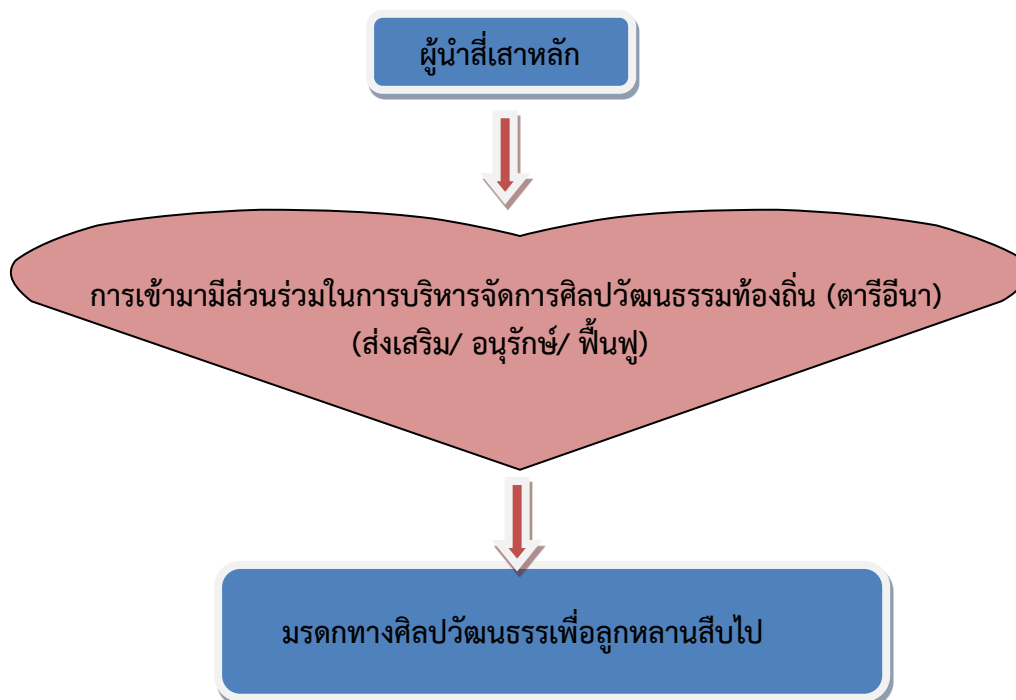 ผู้นำสี่เสาหลัก
การเข้ามามีส่วนร่วมในการบริหารจัดการศิลปวัฒนธรรมท้องถิ่น (ตารีอีนา)
(ส่งเสริม/ อนุรักษ์/ ฟื้นฟู)
มรดกทางศิลปวัฒนธรรเพื่อลูกหลานสืบไป